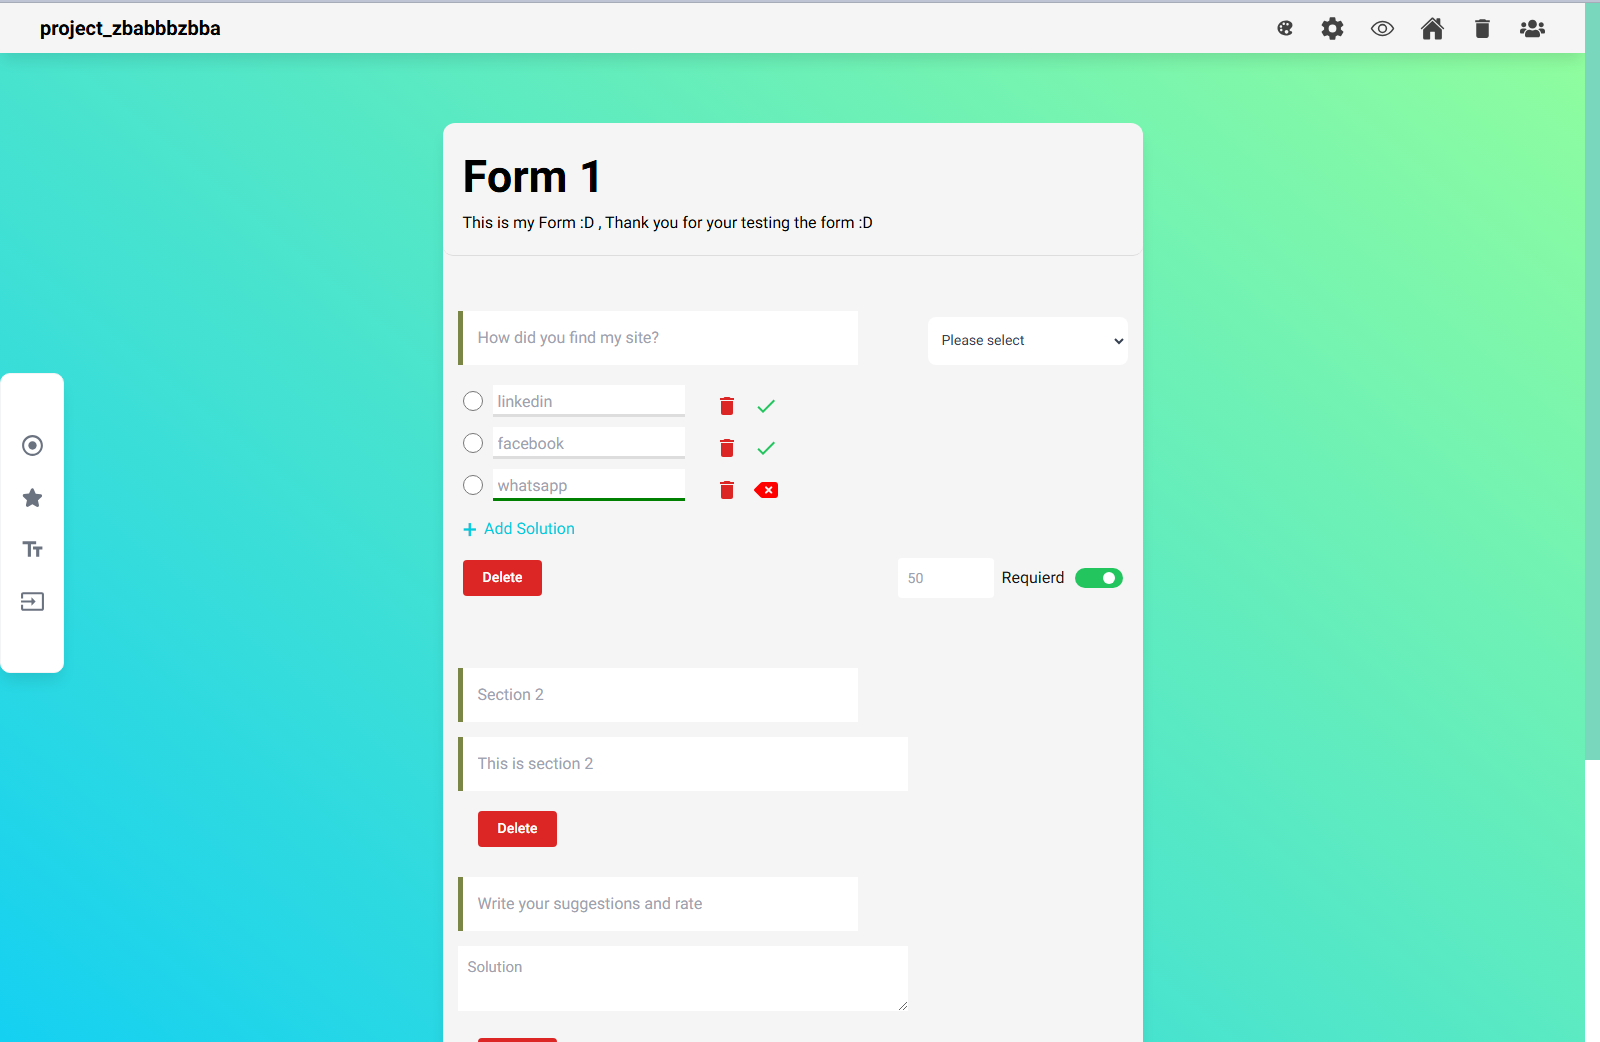 project_zbabbbzbba
Form 1
This is my Form :D , Thank you for your testing the form :D
How did you find my site?
Please select
linkedin
facebook
whatsapp
Add Solution
Delete
50
Requierd
Section 2
This is section 2
Delete
Write your suggestions and rate
Solution